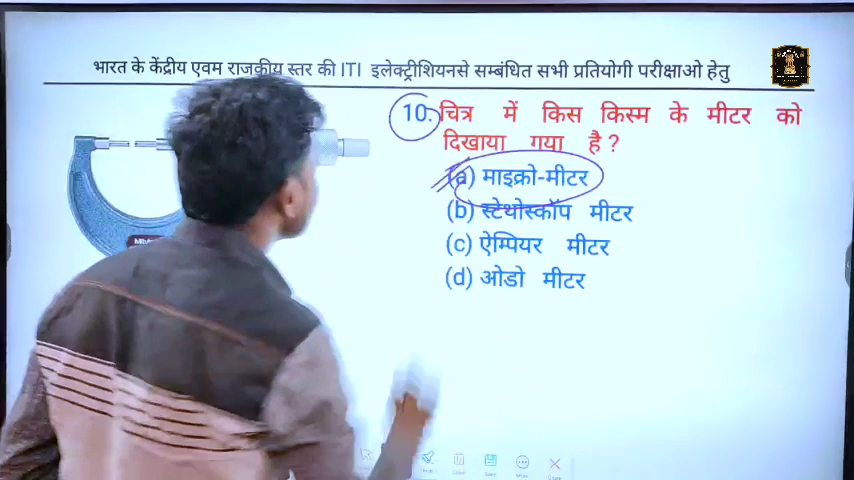 भारत के केंद्रीय एवम राजकीय स्तर की ITI इलेक्ट्रीशियनसे सम्बंधित सभी प्रतियोगी परीक्षाओ हेतु
10. चित्र में किस किस्म के मीटर को
दिखाया गया है ?
(a) माइक्रो-मीटर
(b) स्टेथोस्कॉप मीटर
(c) ऐम्पियर मीटर
(d) ओडो मीटर